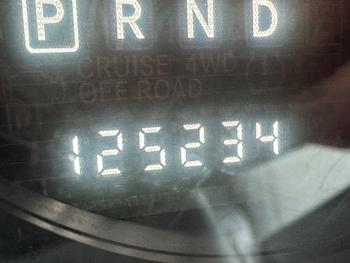 P R N D
CRUISE 4WD (!)
OFF ROAD
125234